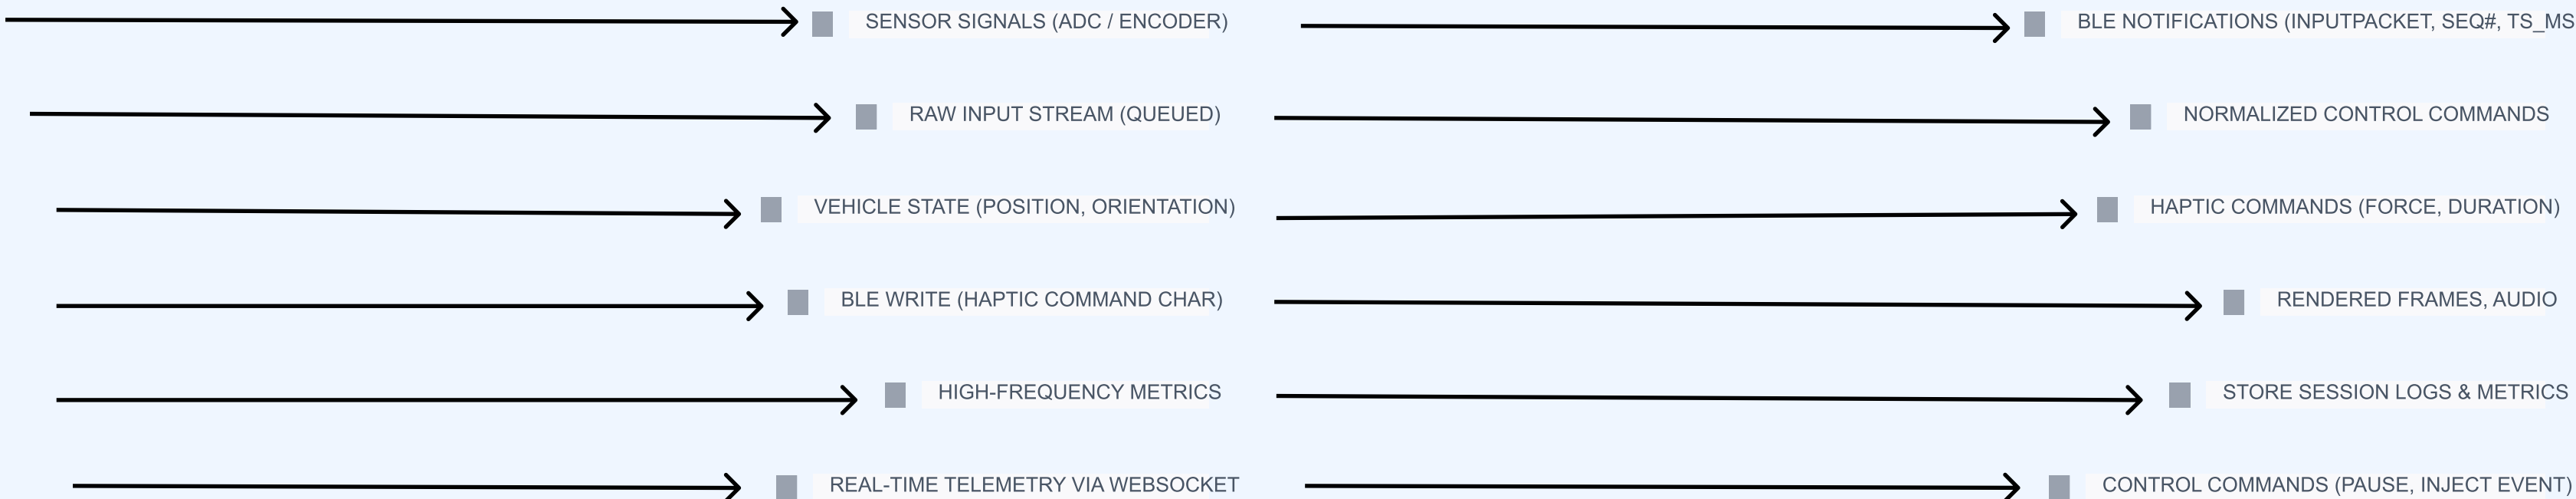 SENSOR SIGNALS (ADC / ENCODER)
BLE NOTIFICATIONS (INPUTPACKET, SEQ#, TS_MS
RAW INPUT STREAM (QUEUED)
NORMALIZED CONTROL COMMANDS
VEHICLE STATE (POSITION, ORIENTATION)
HAPTIC COMMANDS (FORCE, DURATION)
BLE WRITE (HAPTIC COMMAND CHAR)
RENDERED FRAMES, AUDIO
HIGH-FREQUENCY METRICS
STORE SESSION LOGS & METRICS
REAL-TIME TELEMETRY VIA WEBSOCKET
CONTROL COMMANDS (PAUSE, INJECT EVENT)